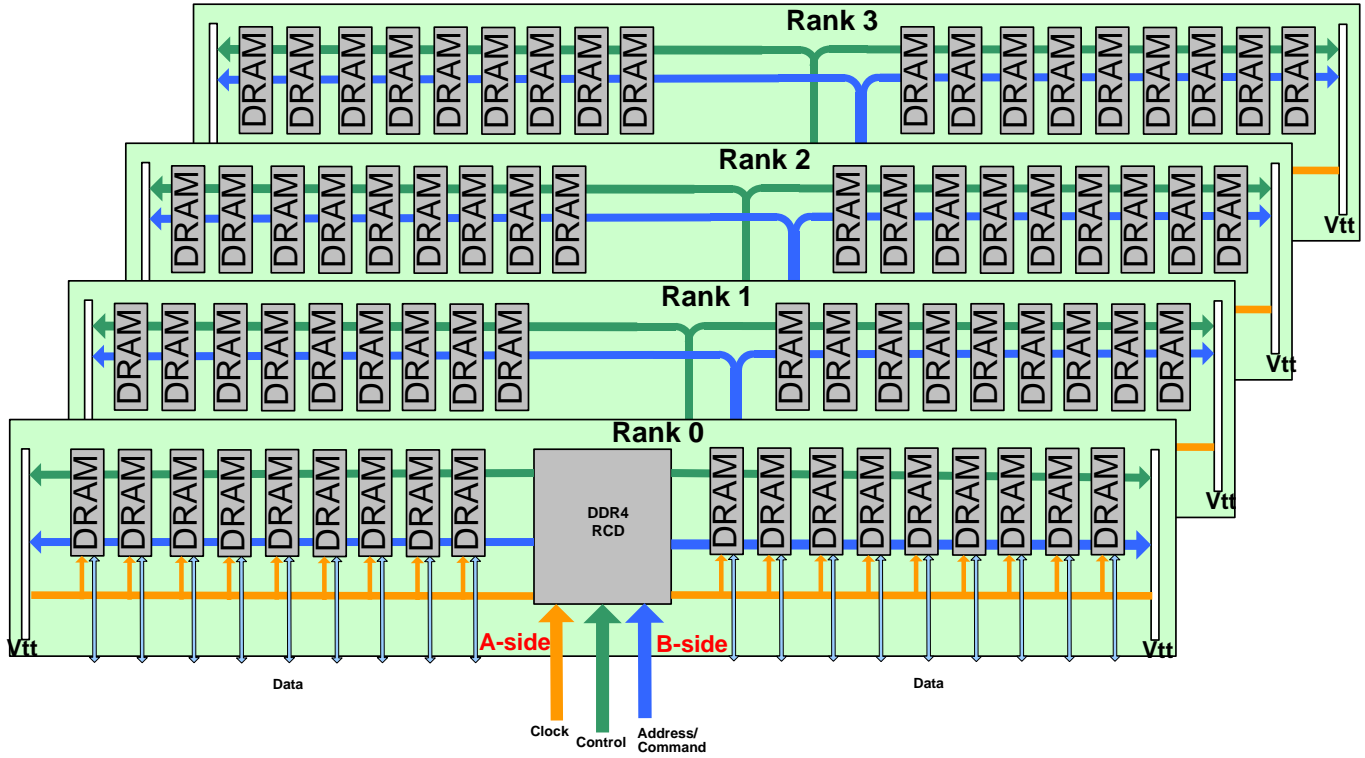 Rank 3
DRAM DRAM DRAM DRAM DRAM DRAM DRAM DRAM DRAM DRAM DRAM DRAM DRAM DRAM DRAM DRAM DRAM DRAM
Vtt
Rank 2
DRAM DRAM DRAM DRAM DRAM DRAM DRAM DRAM DRAM DRAM DRAM DRAM DRAM DRAM DRAM DRAM DRAM DRAM
Vtt
Rank 1
DRAM DRAM DRAM DRAM DRAM DRAM DRAM DRAM DRAM DRAM DRAM DRAM DRAM DRAM DRAM DRAM DRAM DRAM
Vtt
Rank 0
DRAM DRAM DRAM DRAM DRAM DRAM DRAM DRAM DRAM DRAM DRAM DRAM DRAM DRAM DRAM DRAM DRAM DRAM
DDR4
RCD
Vtt
A-side
B-side
Vtt
Data
Data
Clock
Control
Address/
Command